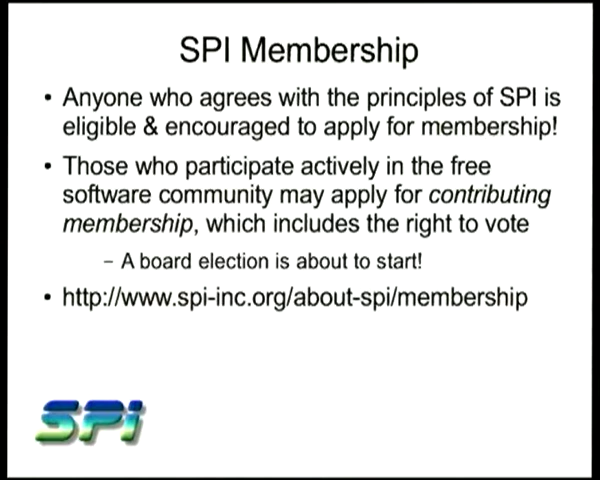 SPI Membership
• Anyone who agrees with the principles of SPI is
eligible & encouraged to apply for membership!
• Those who participate actively in the free
software community may apply for contributing
membership, which includes the right to vote
– A board election is about to start!
• http://www.spi-inc.org/about-spi/membership
SPi